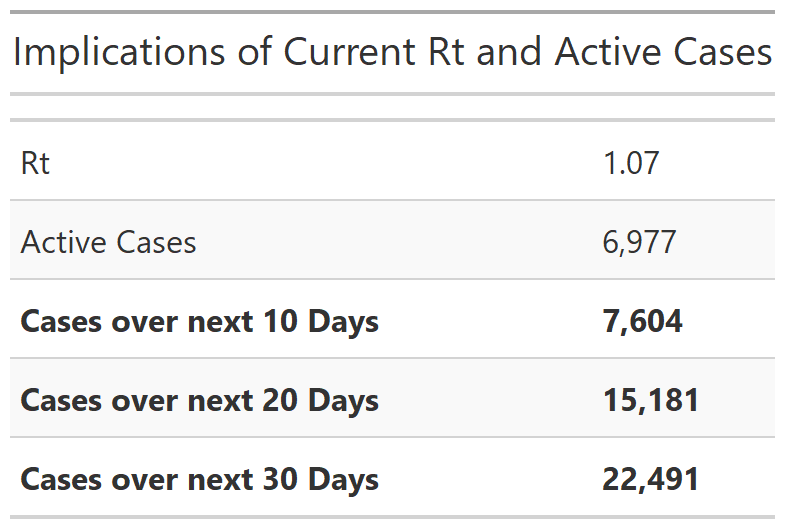 Implications of Current Rt and Active Cases
Rt 1.07
Active Cases 6,977
Cases over next 10 Days 7,604
Cases over next 20 Days 15,181
Cases over next 30 Days 22,491